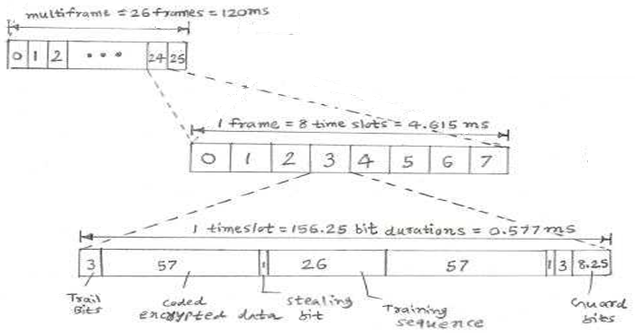 multiframe = 26 frames = 120ms
0 1 2 ... 24 25
1 frame = 8 time slots = 4.615 ms
0 1 2 3 4 5 6 7
1 timeslot = 156.25 bit durations = 0.577 ms
3 57 1 26 57 1 3 8.25
Trail Bits
coded encrypted data
stealing bit
Training sequence
Guard bits